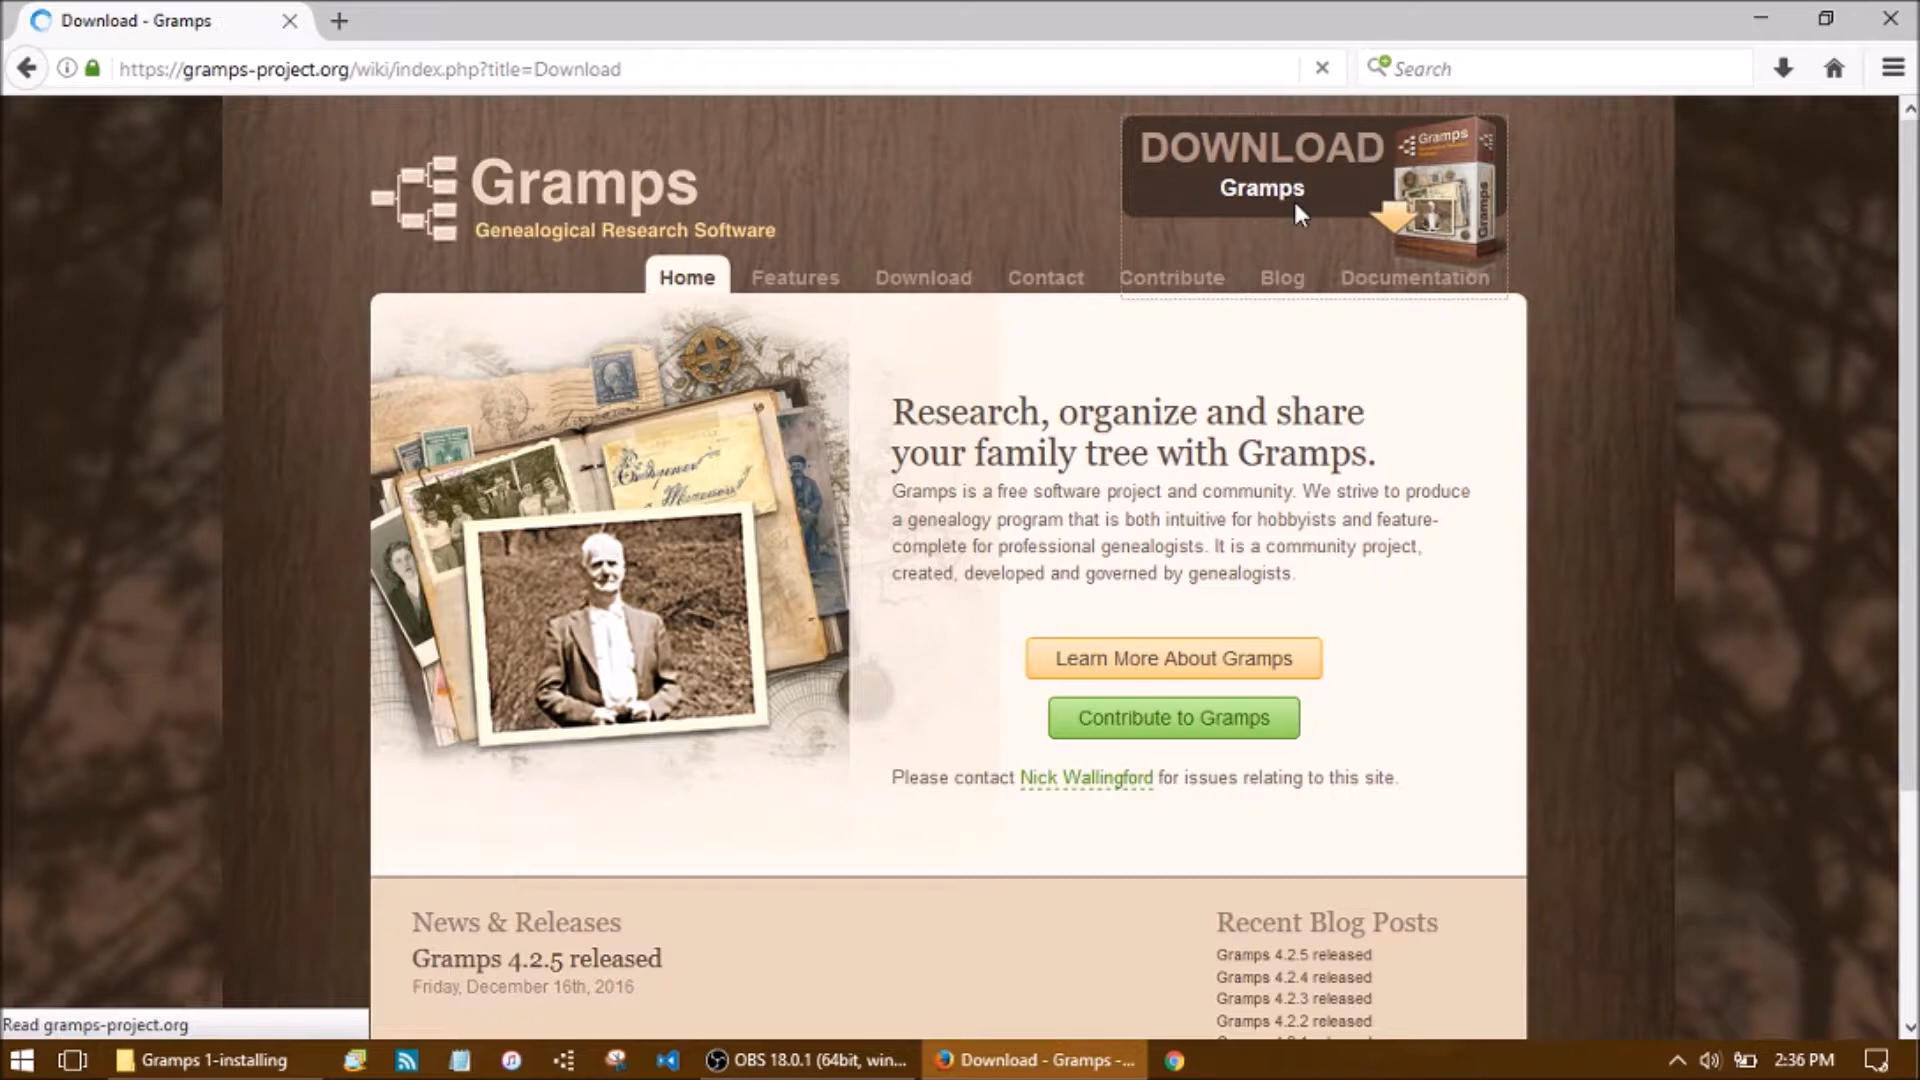 Download - Gramps
https://gramps-project.org/wiki/index.php?title=Download
Search
Gramps
Genealogical Research Software
DOWNLOAD
Gramps
Gramps
Gramps
Home
Features
Download
Contact
Contribute
Blog
Documentation
Research, organize and share
your family tree with Gramps.
Gramps is a free software project and community. We strive to produce
a genealogy program that is both intuitive for hobbyists and feature-
complete for professional genealogists. It is a community project,
created, developed and governed by genealogists.
Learn More About Gramps
Contribute to Gramps
Please contact Nick Wallingford for issues relating to this site.
News & Releases
Gramps 4.2.5 released
Friday, December 16th, 2016
Recent Blog Posts
Gramps 4.2.5 released
Gramps 4.2.4 released
Gramps 4.2.3 released
Gramps 4.2.2 released
Read gramps-project.org
Gramps 1-installing
OBS 18.0.1 (64bit, win...
Download - Gramps -...
2:36 PM